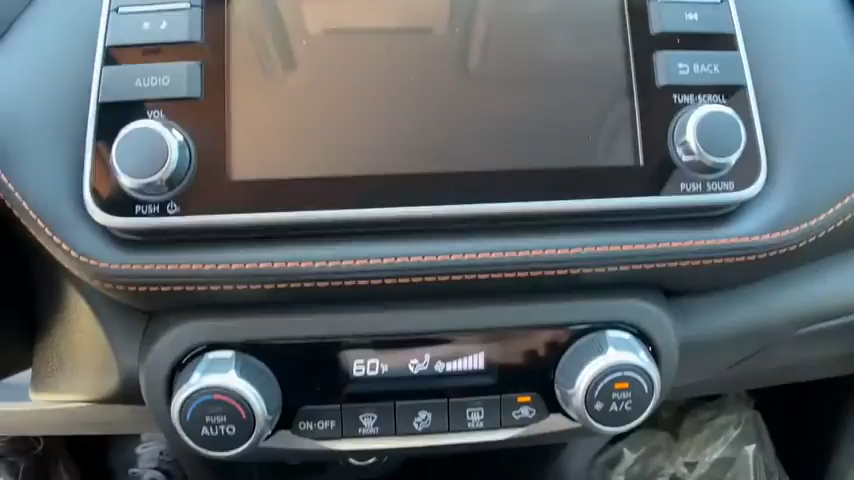 AUDIO
BACK
VOL
TUNE·SCROLL
PUSH
PUSH SOUND
60°F
PUSH
AUTO
ON·OFF
FRONT
REAR
PUSH
A/C